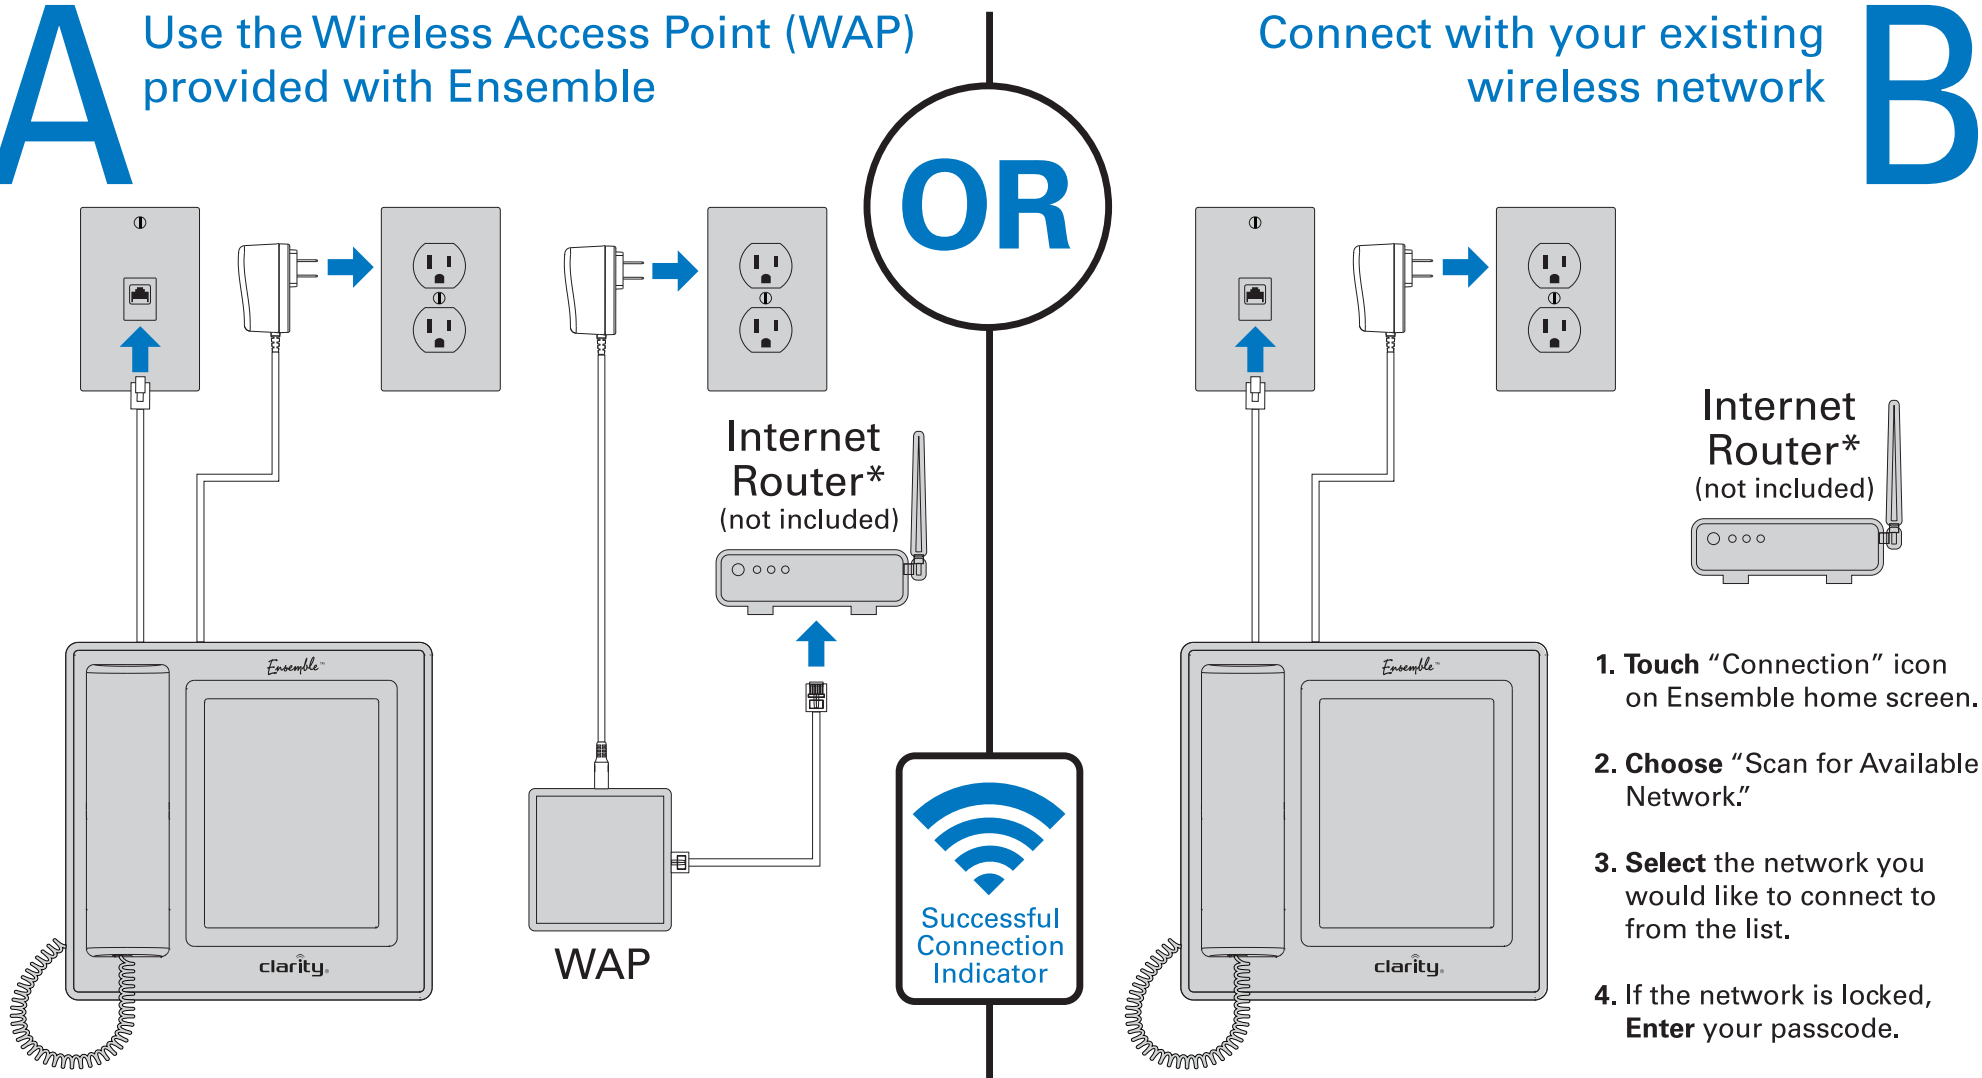 A
Use the Wireless Access Point (WAP)
provided with Ensemble
OR
Connect with your existing
wireless network
B
Internet
Router*
(not included)
Ensemble™
clarity®
WAP
Successful
Connection
Indicator
Internet
Router*
(not included)
Ensemble™
clarity®
1. Touch “Connection” icon
on Ensemble home screen.
2. Choose “Scan for Available
Network.”
3. Select the network you
would like to connect to
from the list.
4. If the network is locked,
Enter your passcode.